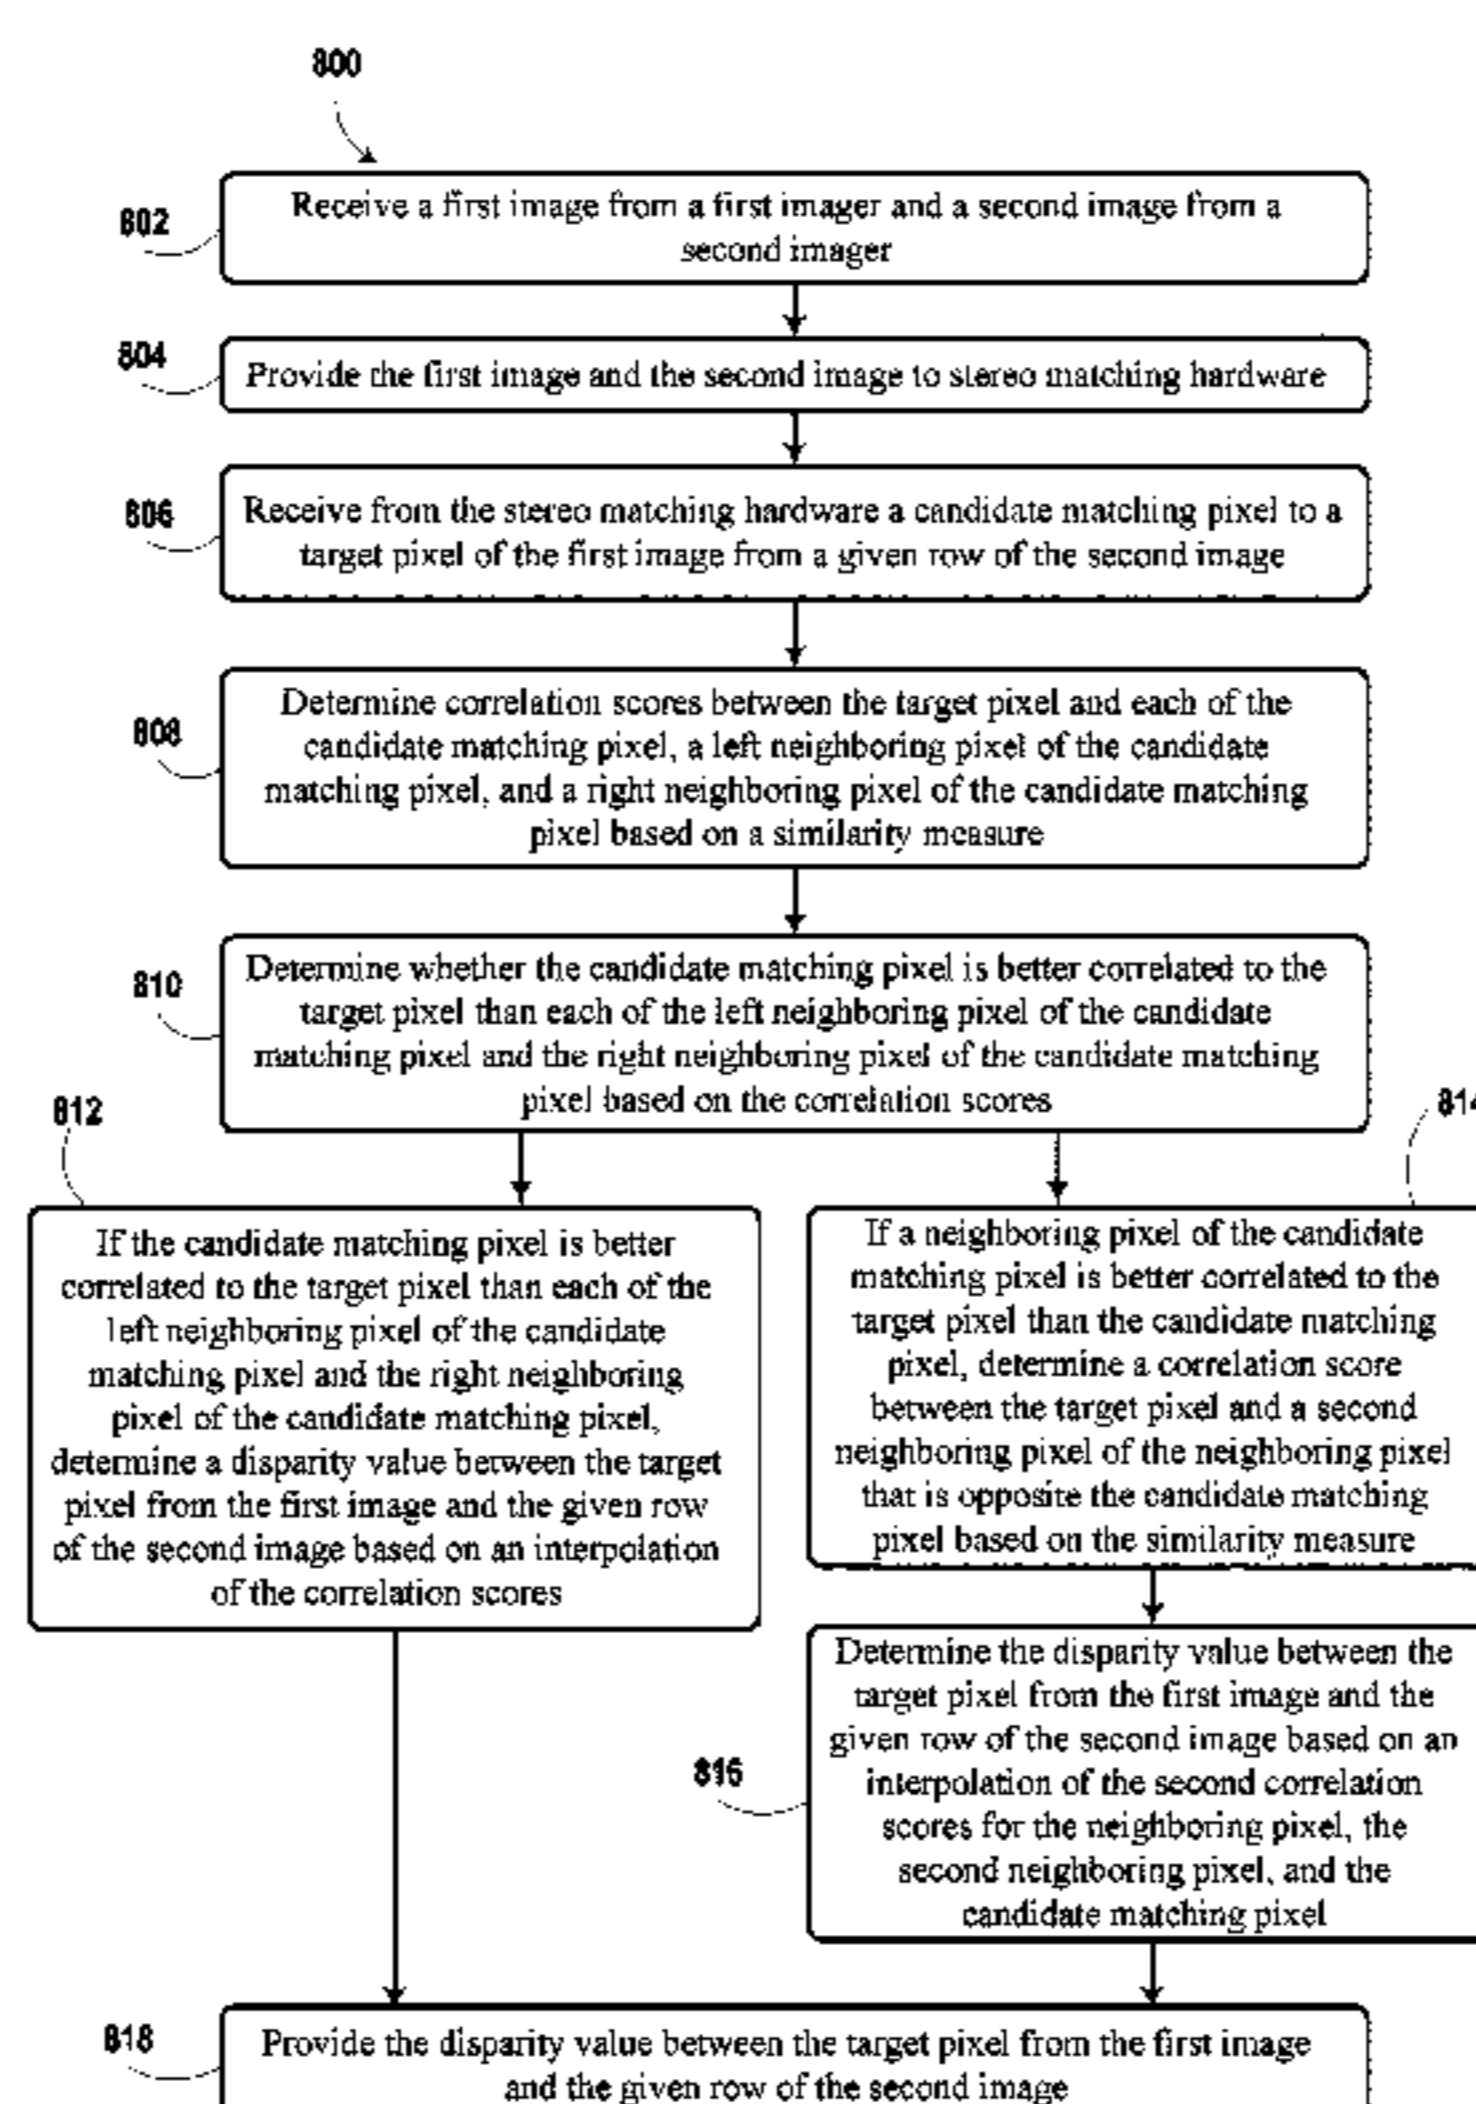 800
802
Receive a first image from a first imager and a second image from a
second imager
804
Provide the first image and the second image to stereo matching hardware
806
Receive from the stereo matching hardware a candidate matching pixel to a
target pixel of the first image from a given row of the second image
808
Determine correlation scores between the target pixel and each of the
candidate matching pixel, a left neighboring pixel of the candidate
matching pixel, and a right neighboring pixel of the candidate matching
pixel based on a similarity measure
810
Determine whether the candidate matching pixel is better correlated to the
target pixel than each of the left neighboring pixel of the candidate
matching pixel and the right neighboring pixel of the candidate matching
pixel based on the correlation scores
812
If the candidate matching pixel is better
correlated to the target pixel than each of the
left neighboring pixel of the candidate
matching pixel and the right neighboring
pixel of the candidate matching pixel,
determine a disparity value between the target
pixel from the first image and the given row
of the second image based on an interpolation
of the correlation scores
814
If a neighboring pixel of the candidate
matching pixel is better correlated to the
target pixel than the candidate matching
pixel, determine a correlation score
between the target pixel and a second
neighboring pixel of the neighboring pixel
that is opposite the candidate matching
pixel based on the similarity measure
816
Determine the disparity value between the
target pixel from the first image and the
given row of the second image based on an
interpolation of the second correlation
scores for the neighboring pixel, the
second neighboring pixel, and the
candidate matching pixel
818
Provide the disparity value between the target pixel from the first image
and the given row of the second image